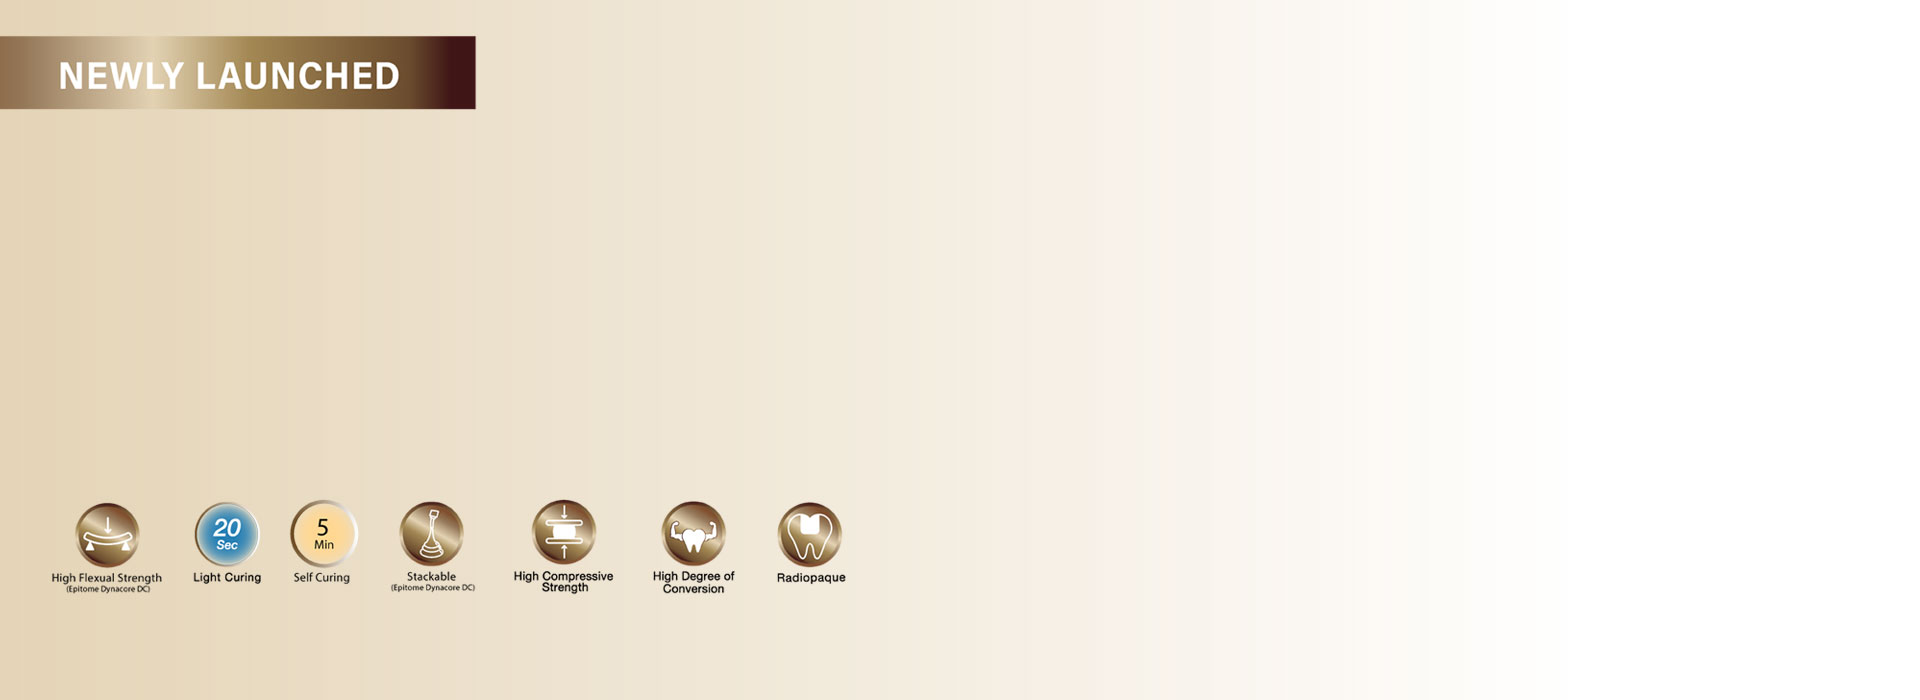 NEWLY LAUNCHED
High Flexual Strength
(Epitome Dynacore DC)
20
Sec
Light Curing
5
Min
Self Curing
Stackable
(Epitome Dynacore DC)
High Compressive
Strength
High Degree of
Conversion
Radiopaque